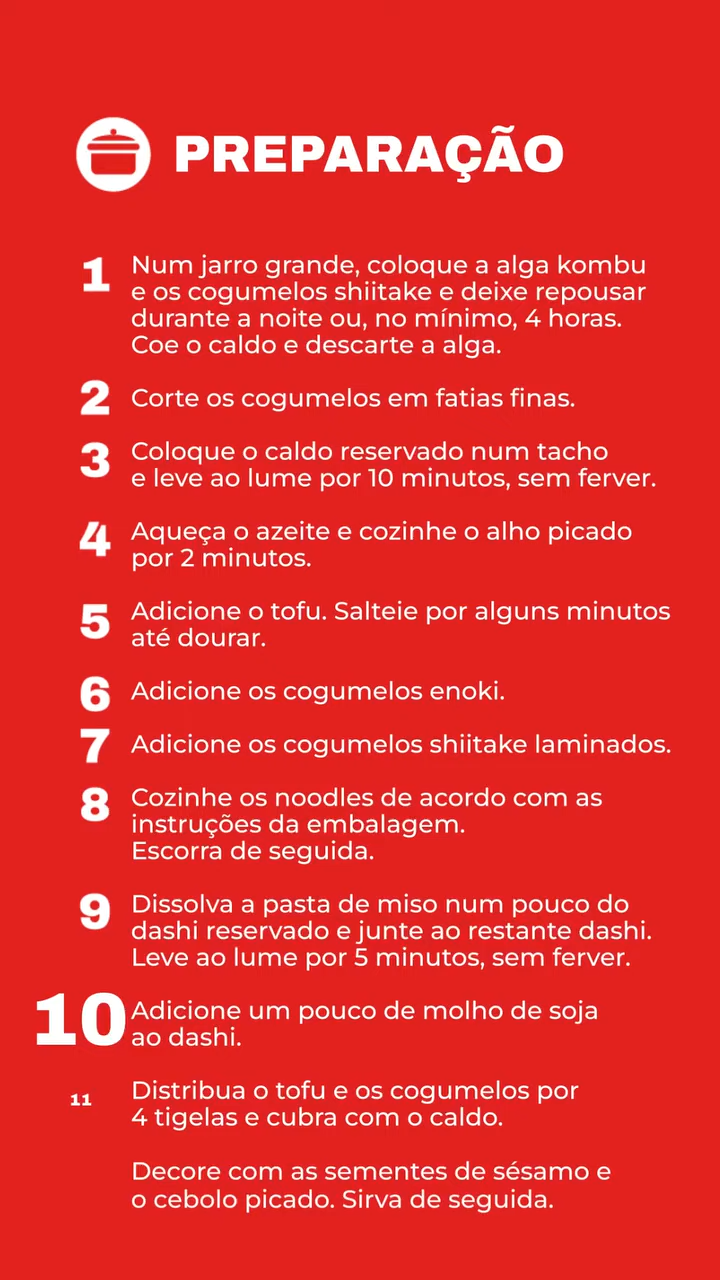 PREPARAÇÃO
1 Num jarro grande, coloque a alga kombu
e os cogumelos shiitake e deixe repousar
durante a noite ou, no mínimo, 4 horas.
Coe o caldo e descarte a alga.
2 Corte os cogumelos em fatias finas.
3 Coloque o caldo reservado num tacho
e leve ao lume por 10 minutos, sem ferver.
4 Aqueça o azeite e cozinhe o alho picado
por 2 minutos.
5 Adicione o tofu. Salteie por alguns minutos
até dourar.
6 Adicione os cogumelos enoki.
7 Adicione os cogumelos shiitake laminados.
8 Cozinhe os noodles de acordo com as
instruções da embalagem.
Escorra de seguida.
9 Dissolva a pasta de miso num pouco do
dashi reservado e junte ao restante dashi.
Leve ao lume por 5 minutos, sem ferver.
10 Adicione um pouco de molho de soja
ao dashi.
11 Distribua o tofu e os cogumelos por
4 tigelas e cubra com o caldo.
Decore com as sementes de sésamo e
o cebolo picado. Sirva de seguida.